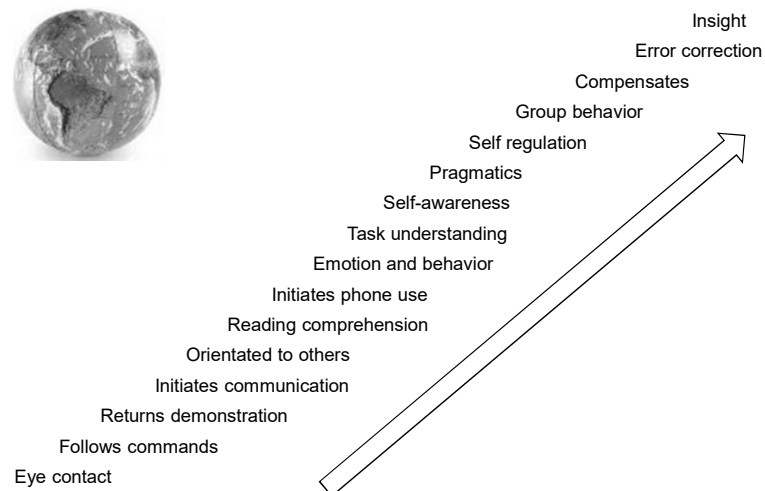 Insight
Error correction
Compensates
Group behavior
Self regulation
Pragmatics
Self-awareness
Task understanding
Emotion and behavior
Initiates phone use
Reading comprehension
Orientated to others
Initiates communication
Returns demonstration
Follows commands
Eye contact